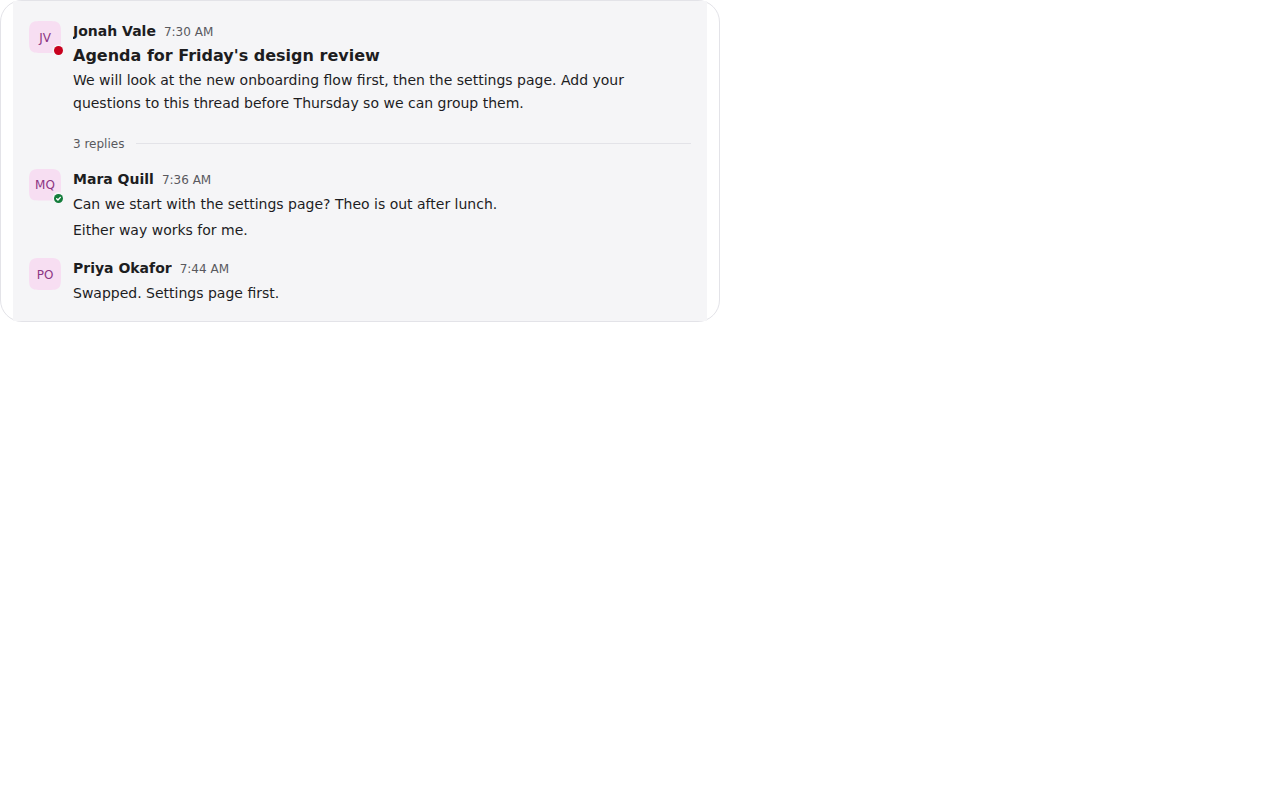 JV
Jonah Vale 7:30 AM
Agenda for Friday's design review
We will look at the new onboarding flow first, then the settings page. Add your
questions to this thread before Thursday so we can group them.
3 replies
MQ
Mara Quill 7:36 AM
Can we start with the settings page? Theo is out after lunch.
Either way works for me.
PO
Priya Okafor 7:44 AM
Swapped. Settings page first.